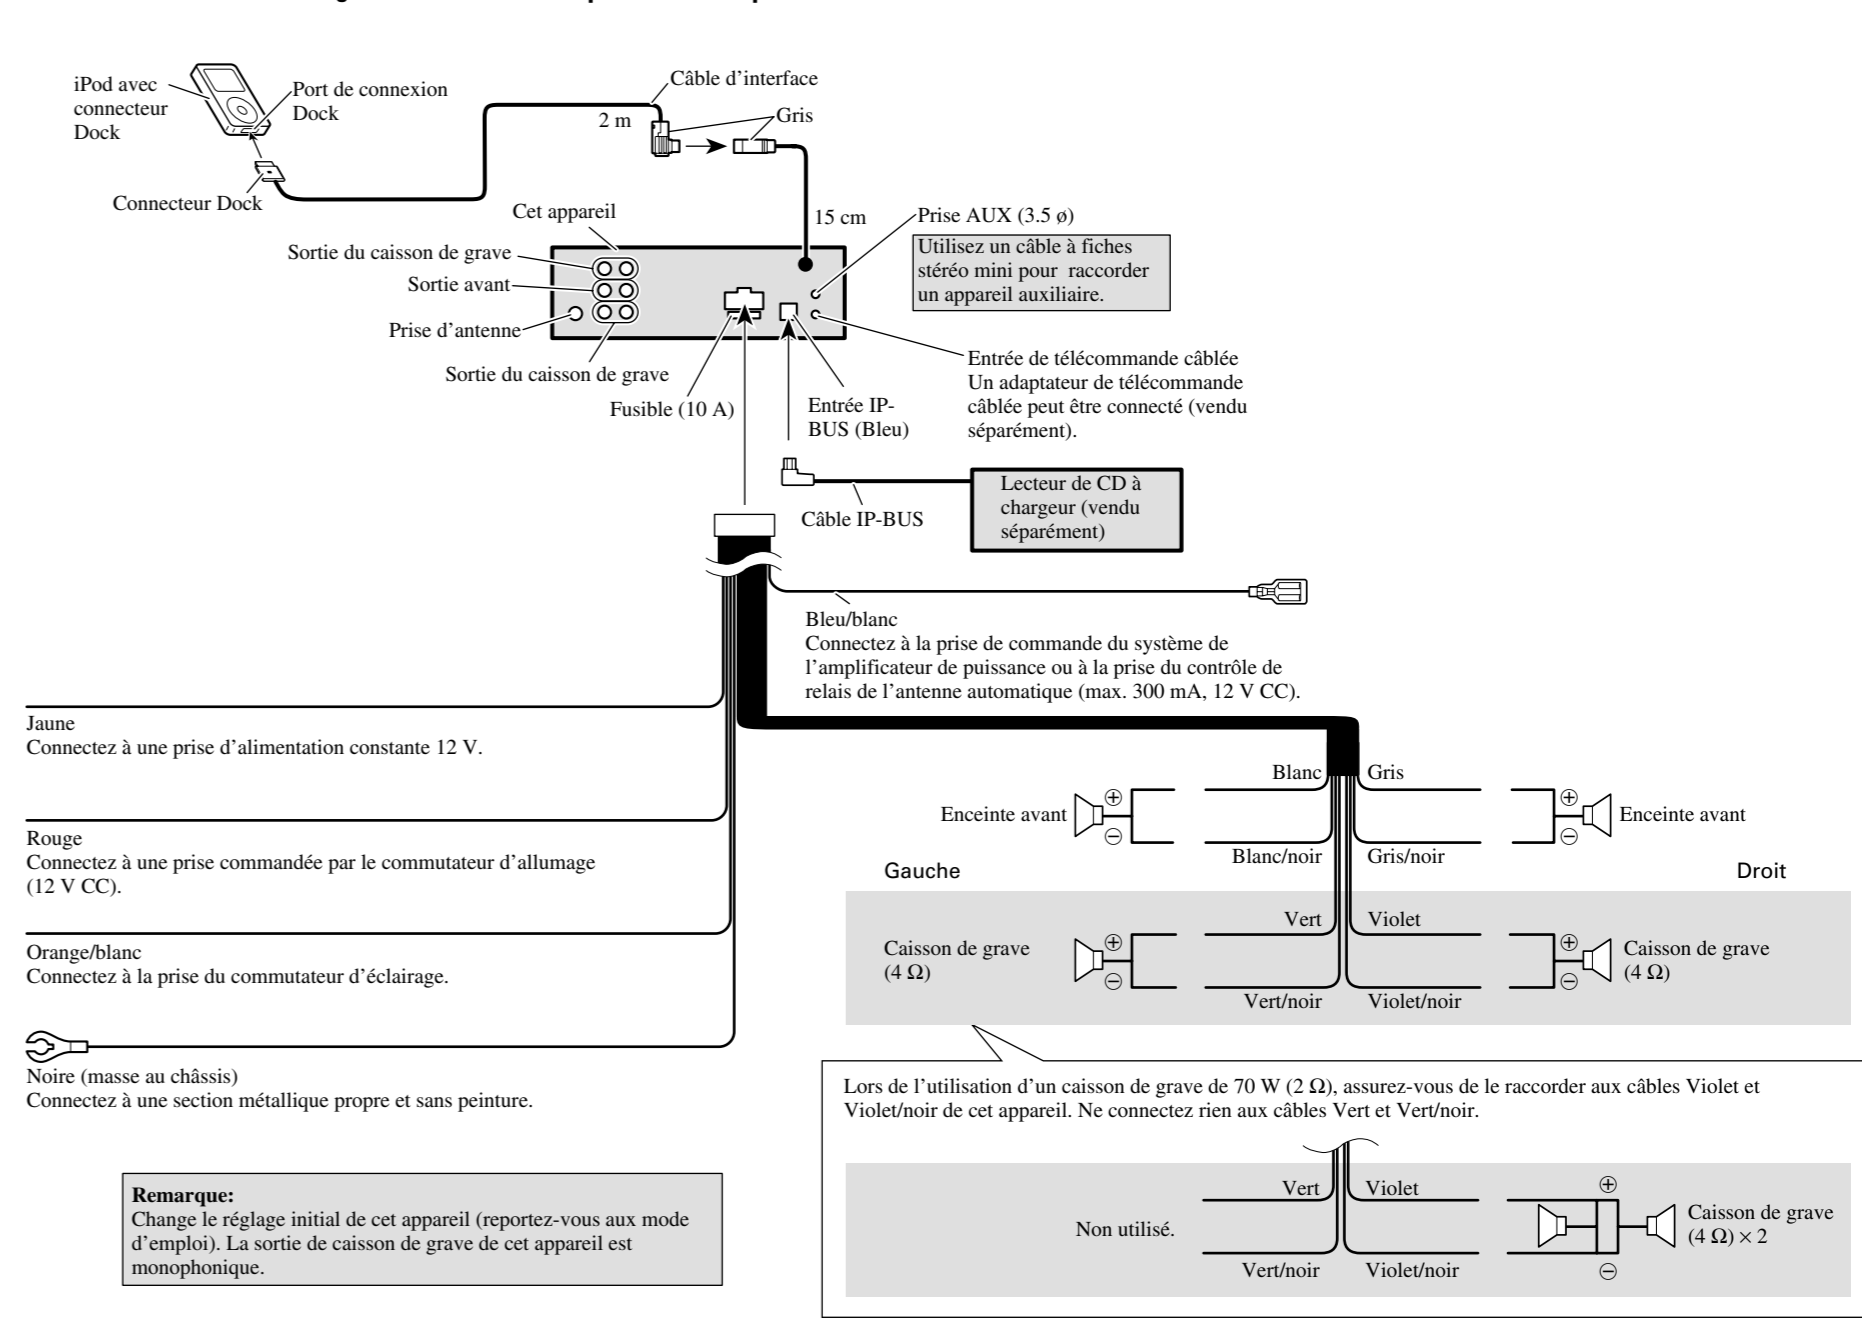 iPod avec
connecteur
Dock
Port de connexion
Dock
Câble d'interface
2 m
Gris
Connecteur Dock
Cet appareil
15 cm
Prise AUX (3.5 ø)
Utilisez un câble à fiches
stéréo mini pour raccorder
un appareil auxiliaire.
Sortie du caisson de grave
Sortie avant
Prise d'antenne
Sortie du caisson de grave
Fusible (10 A)
Entrée IP-
BUS (Bleu)
Entrée de télécommande câblée
Un adaptateur de télécommande
câblée peut être connecté (vendu
séparément).
Câble IP-BUS
Lecteur de CD à
chargeur (vendu
séparément)
Bleu/blanc
Connectez à la prise de commande du système de
l'amplificateur de puissance ou à la prise du contrôle de
relais de l'antenne automatique (max. 300 mA, 12 V CC).
Jaune
Connectez à une prise d'alimentation constante 12 V.
Rouge
Connectez à une prise commandée par le commutateur d'allumage
(12 V CC).
Orange/blanc
Connectez à la prise du commutateur d'éclairage.
Noire (masse au châssis)
Connectez à une section métallique propre et sans peinture.
Blanc
Gris
Enceinte avant
⊕
⊖
⊕
⊖
Enceinte avant
Blanc/noir
Gris/noir
Gauche
Droit
Vert
Violet
Caisson de grave
(4 Ω)
⊕
⊖
⊕
⊖
Caisson de grave
(4 Ω)
Vert/noir
Violet/noir
Lors de l'utilisation d'un caisson de grave de 70 W (2 Ω), assurez-vous de le raccorder aux câbles Violet et
Violet/noir de cet appareil. Ne connectez rien aux câbles Vert et Vert/noir.
Vert
Violet
⊕
Non utilisé.
Caisson de grave
(4 Ω) × 2
Vert/noir
Violet/noir
⊖
Remarque:
Change le réglage initial de cet appareil (reportez-vous aux mode
d'emploi). La sortie de caisson de grave de cet appareil est
monophonique.